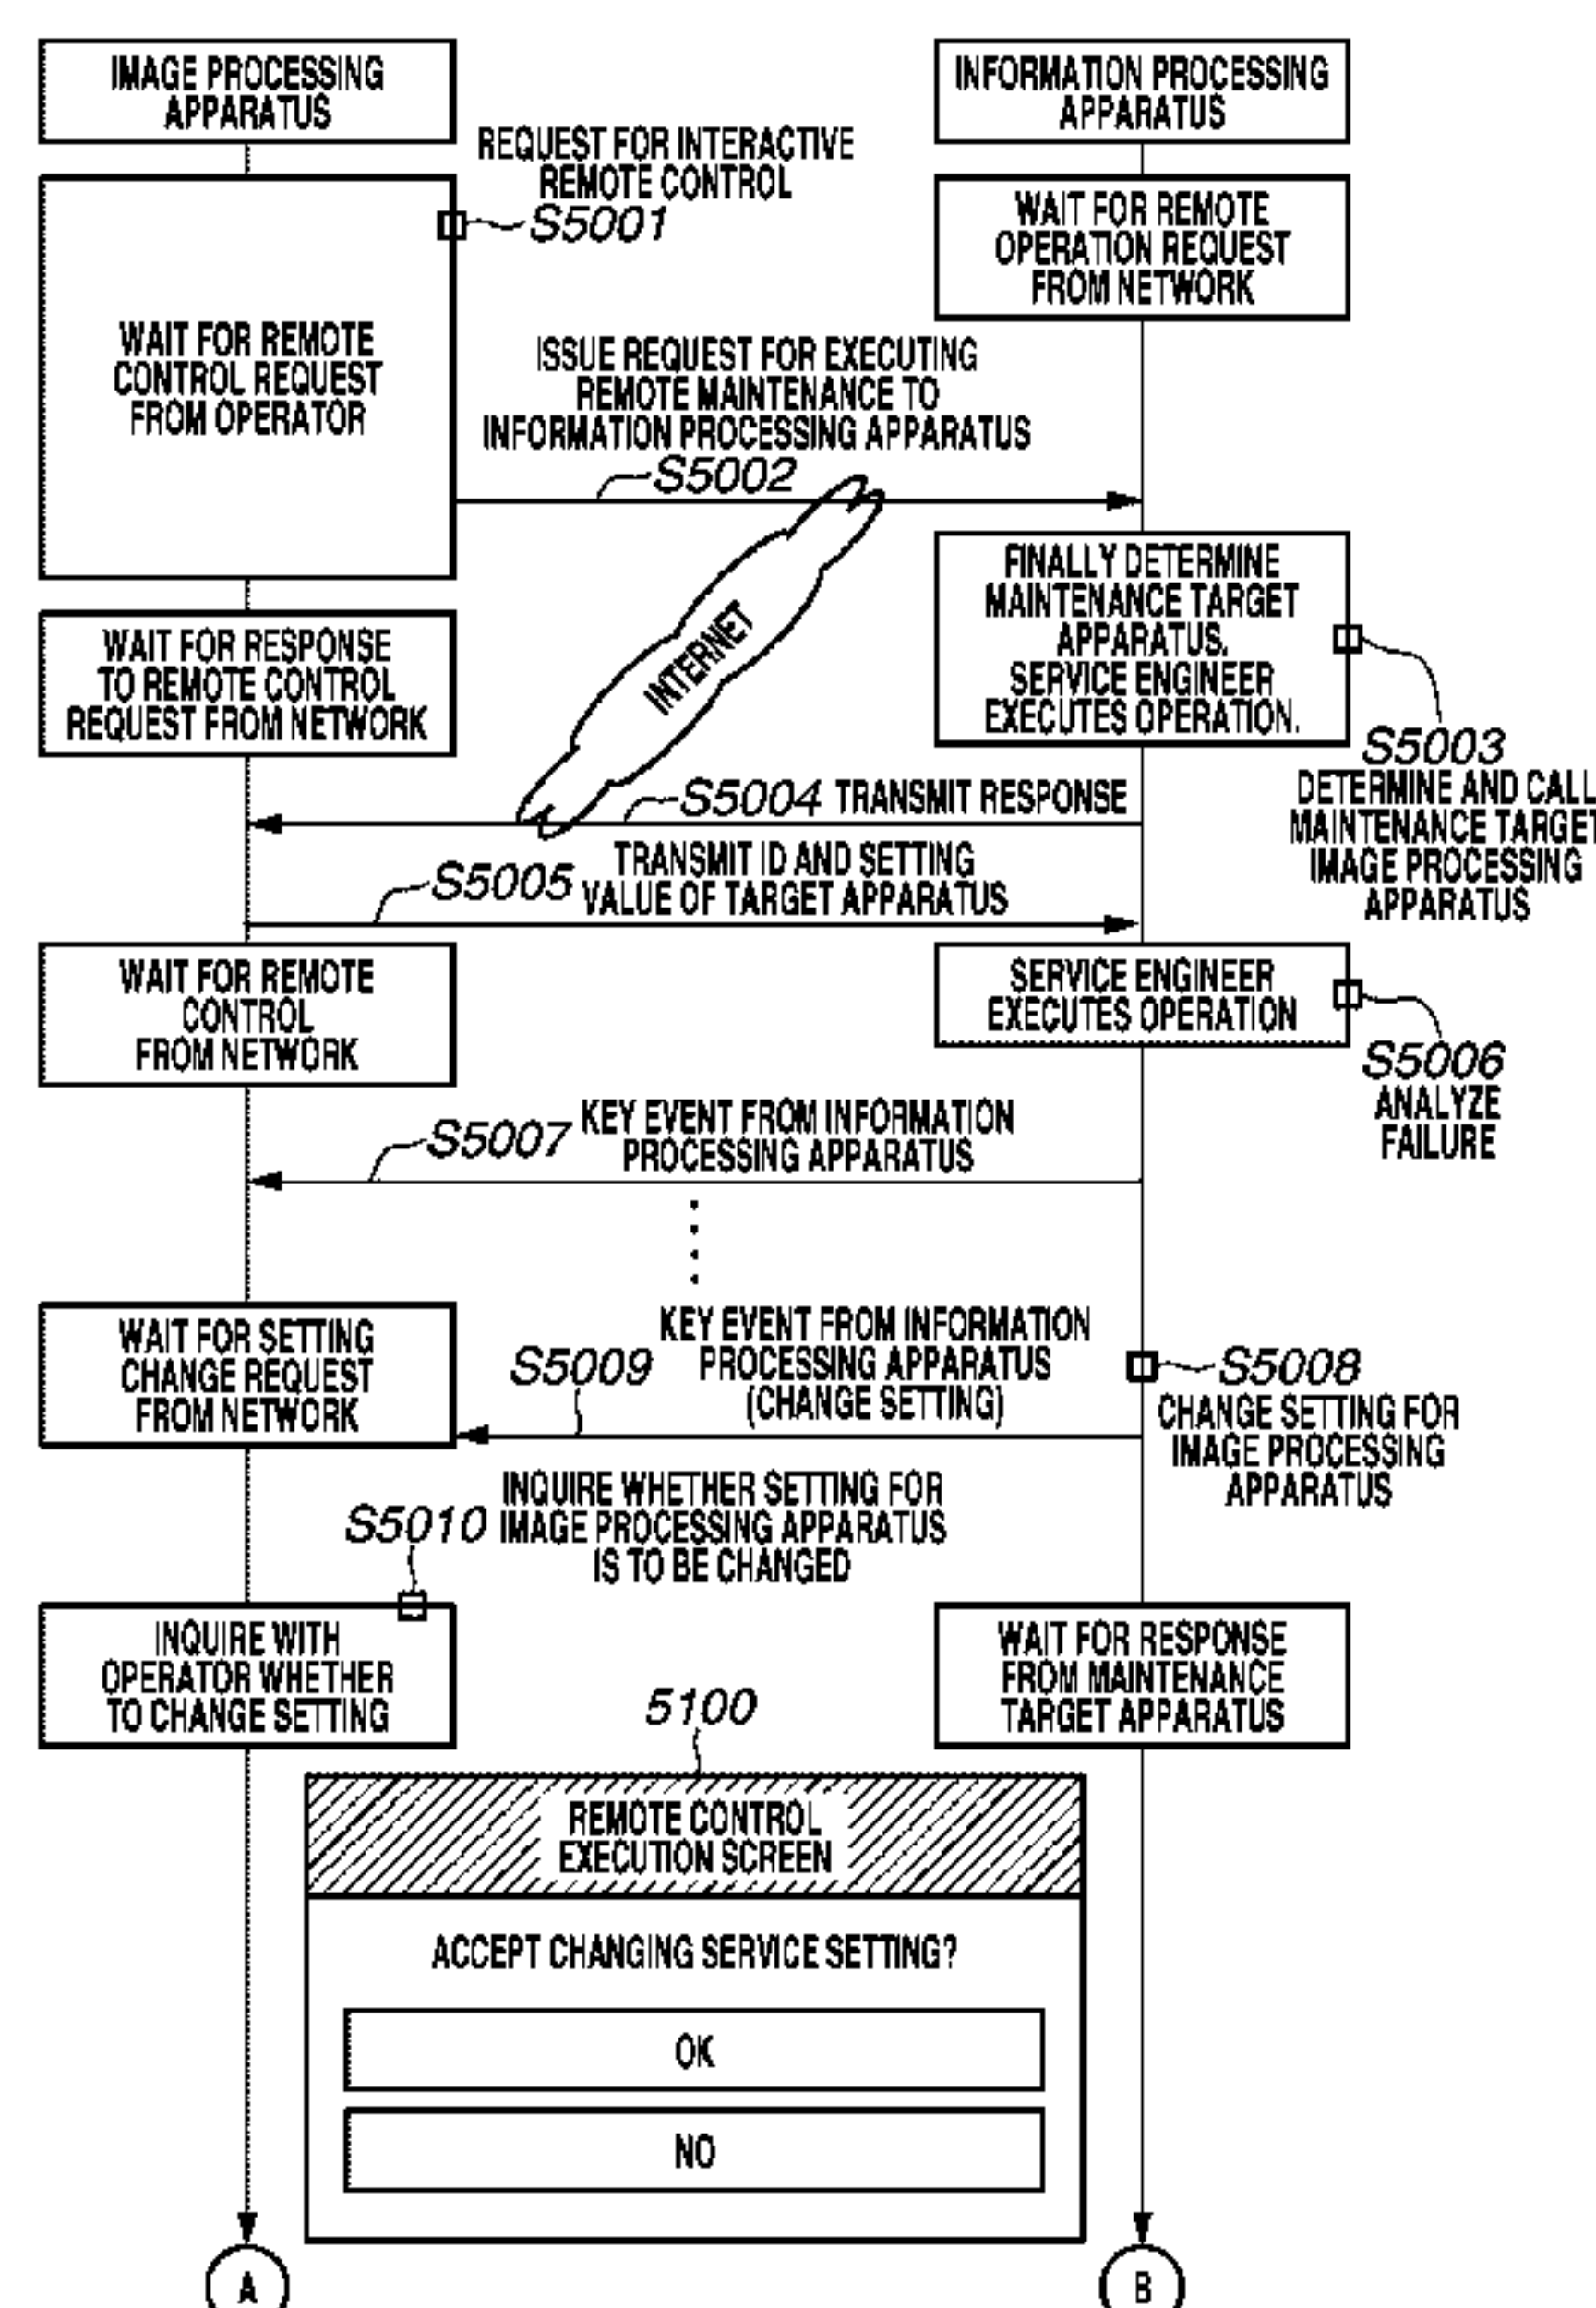 IMAGE PROCESSING
APPARATUS
INFORMATION PROCESSING
APPARATUS
REQUEST FOR INTERACTIVE
REMOTE CONTROL
S5001
WAIT FOR REMOTE
OPERATION REQUEST
FROM NETWORK
WAIT FOR REMOTE
CONTROL REQUEST
FROM OPERATOR
ISSUE REQUEST FOR EXECUTING
REMOTE MAINTENANCE TO
INFORMATION PROCESSING APPARATUS
S5002
INTERNET
FINALLY DETERMINE
MAINTENANCE TARGET
APPARATUS.
SERVICE ENGINEER
EXECUTES OPERATION.
WAIT FOR RESPONSE
TO REMOTE CONTROL
REQUEST FROM NETWORK
S5003
DETERMINE AND CALL
MAINTENANCE TARGET
IMAGE PROCESSING
APPARATUS
S5004 TRANSMIT RESPONSE
S5005 TRANSMIT ID AND SETTING
VALUE OF TARGET APPARATUS
WAIT FOR REMOTE
CONTROL
FROM NETWORK
SERVICE ENGINEER
EXECUTES OPERATION
S5006
ANALYZE
FAILURE
S5007 KEY EVENT FROM INFORMATION
PROCESSING APPARATUS
WAIT FOR SETTING
CHANGE REQUEST
FROM NETWORK
S5009
KEY EVENT FROM INFORMATION
PROCESSING APPARATUS
(CHANGE SETTING)
S5008
CHANGE SETTING FOR
IMAGE PROCESSING
APPARATUS
S5010
INQUIRE WHETHER SETTING FOR
IMAGE PROCESSING APPARATUS
IS TO BE CHANGED
INQUIRE WITH
OPERATOR WHETHER
TO CHANGE SETTING
WAIT FOR RESPONSE
FROM MAINTENANCE
TARGET APPARATUS
5100
REMOTE CONTROL
EXECUTION SCREEN
ACCEPT CHANGING SERVICE SETTING?
OK
NO
A
B